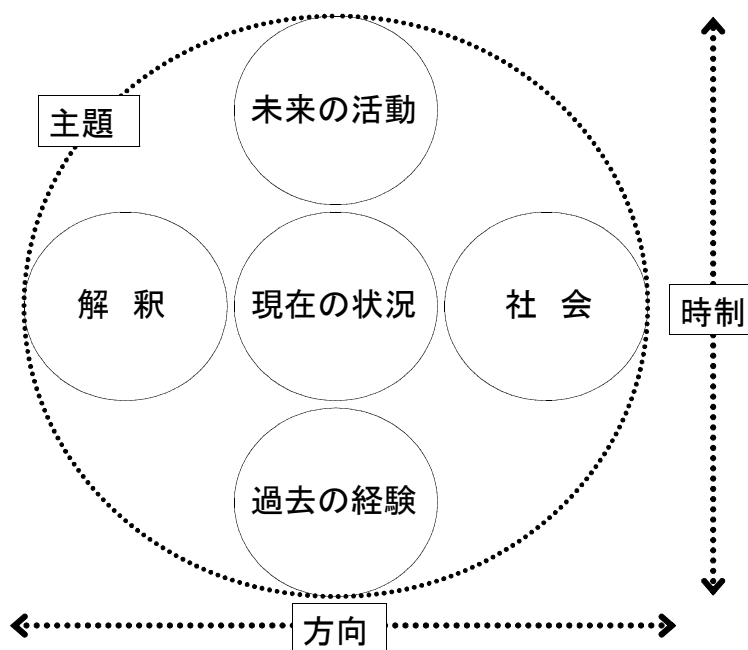 未来の活動
主題
解 釈
現在の状況
社 会
時制
過去の経験
方向